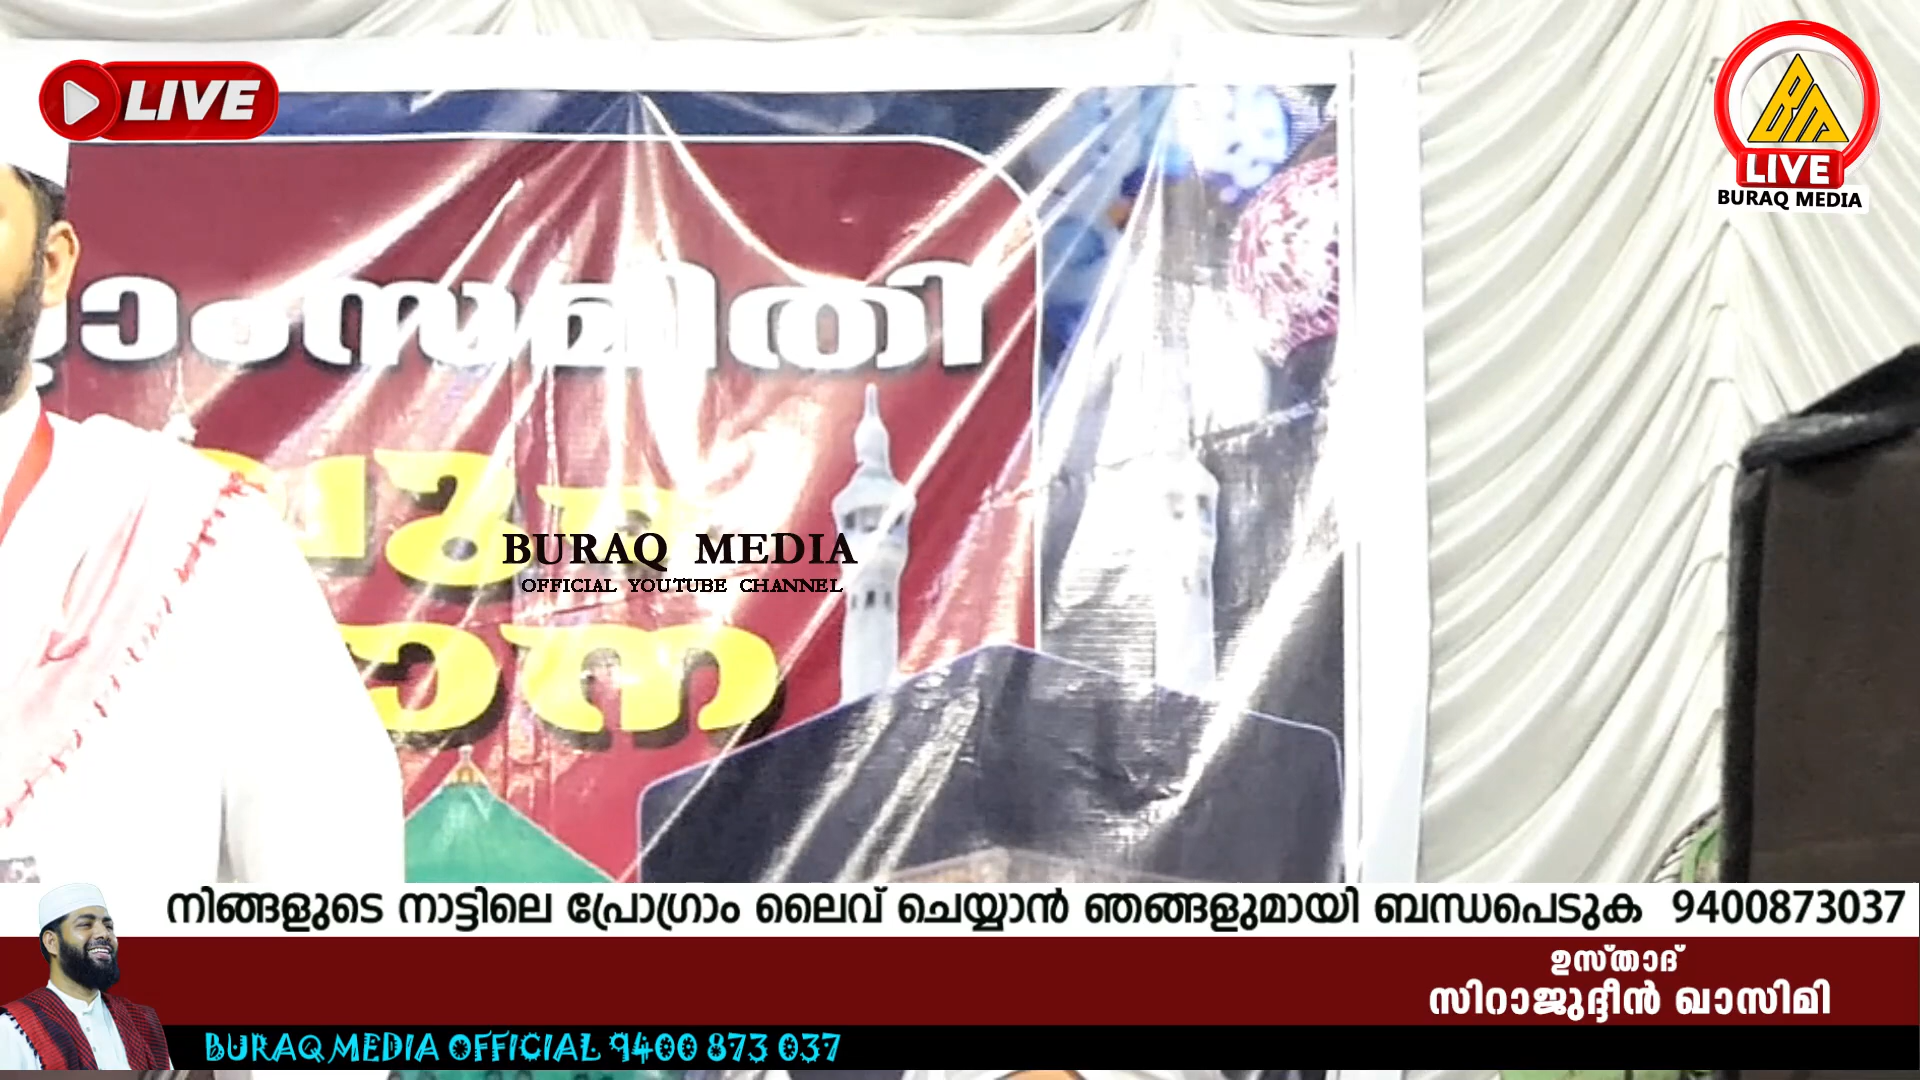 LIVE
LIVE
BURAQ MEDIA
BURAQ MEDIA
OFFICIAL YOUTUBE CHANNEL
നിങ്ങളുടെ നാട്ടിലെ പ്രോഗ്രാം ലൈവ് ചെയ്യാൻ ഞങ്ങളുമായി ബന്ധപെടുക 9400873037
ഉസ്താദ്
സിറാജുദ്ദീൻ ഖാസിമി
BURAQ MEDIA OFFICIAL 9400 873 037